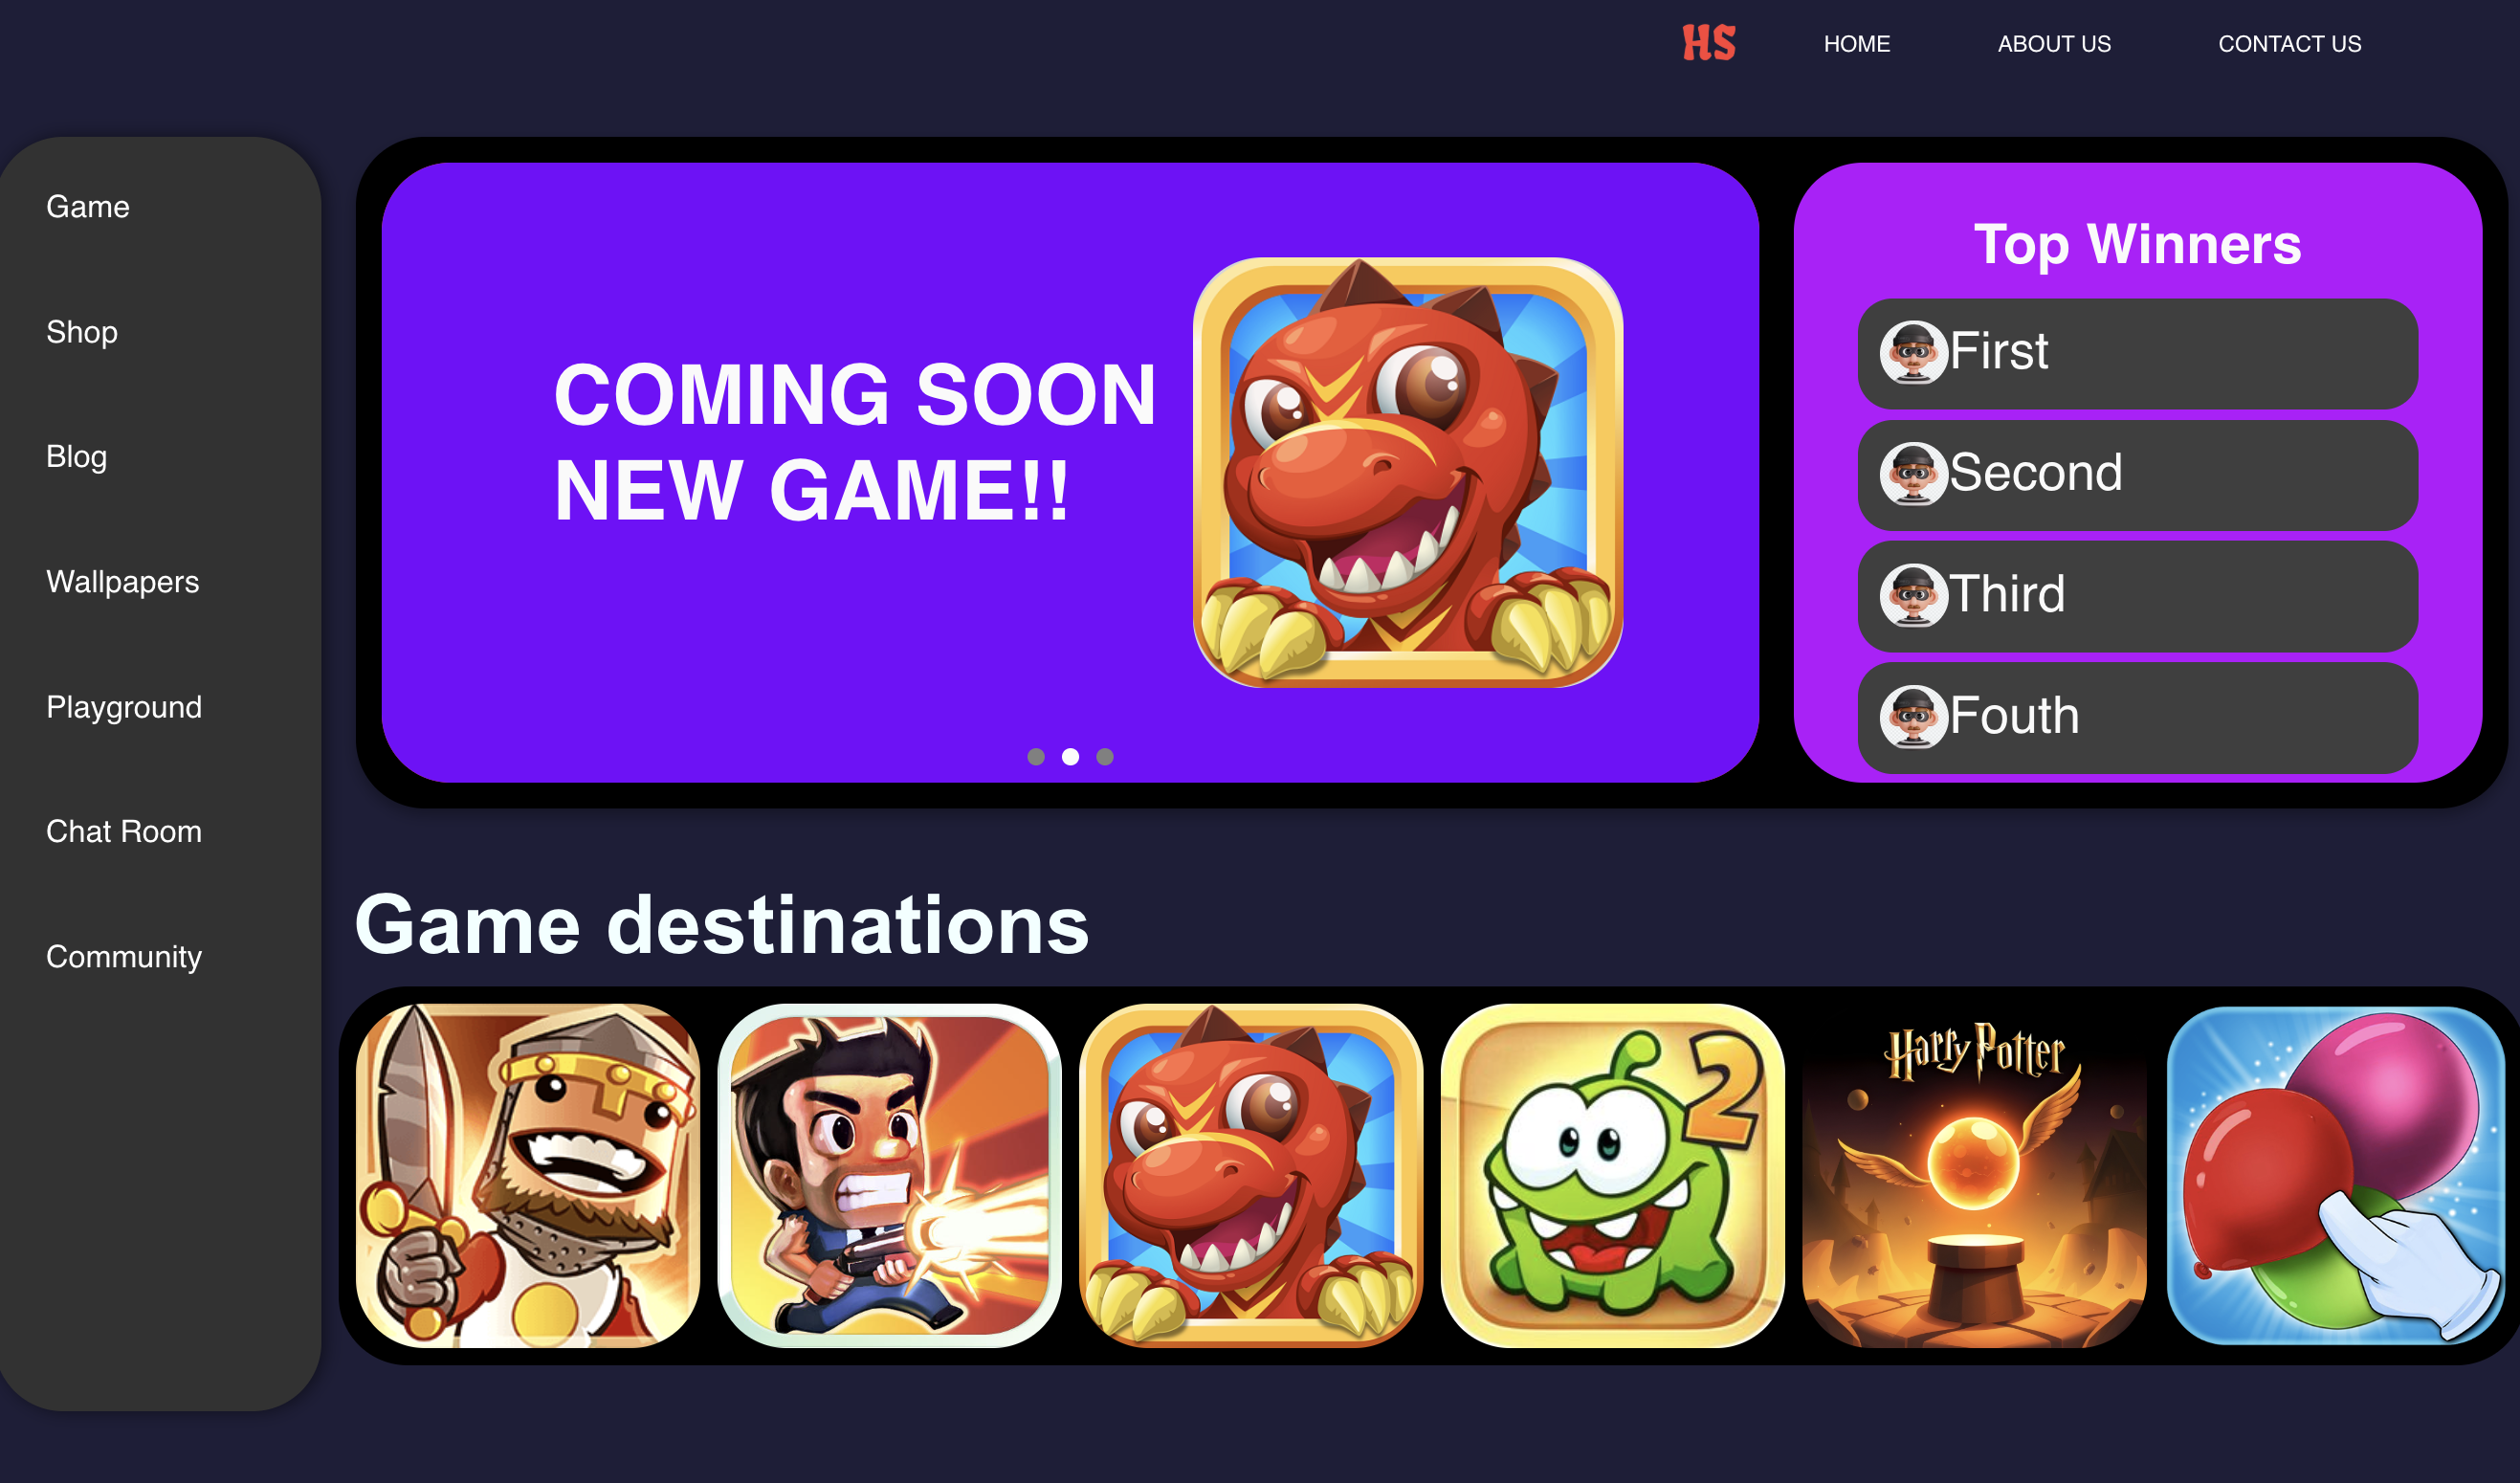 HS HOME ABOUT US CONTACT US
Game
Shop
Blog
Wallpapers
Playground
Chat Room
Community
COMING SOON
NEW GAME!!
Top Winners
First
Second
Third
Fouth
Game destinations
2
Harry Potter